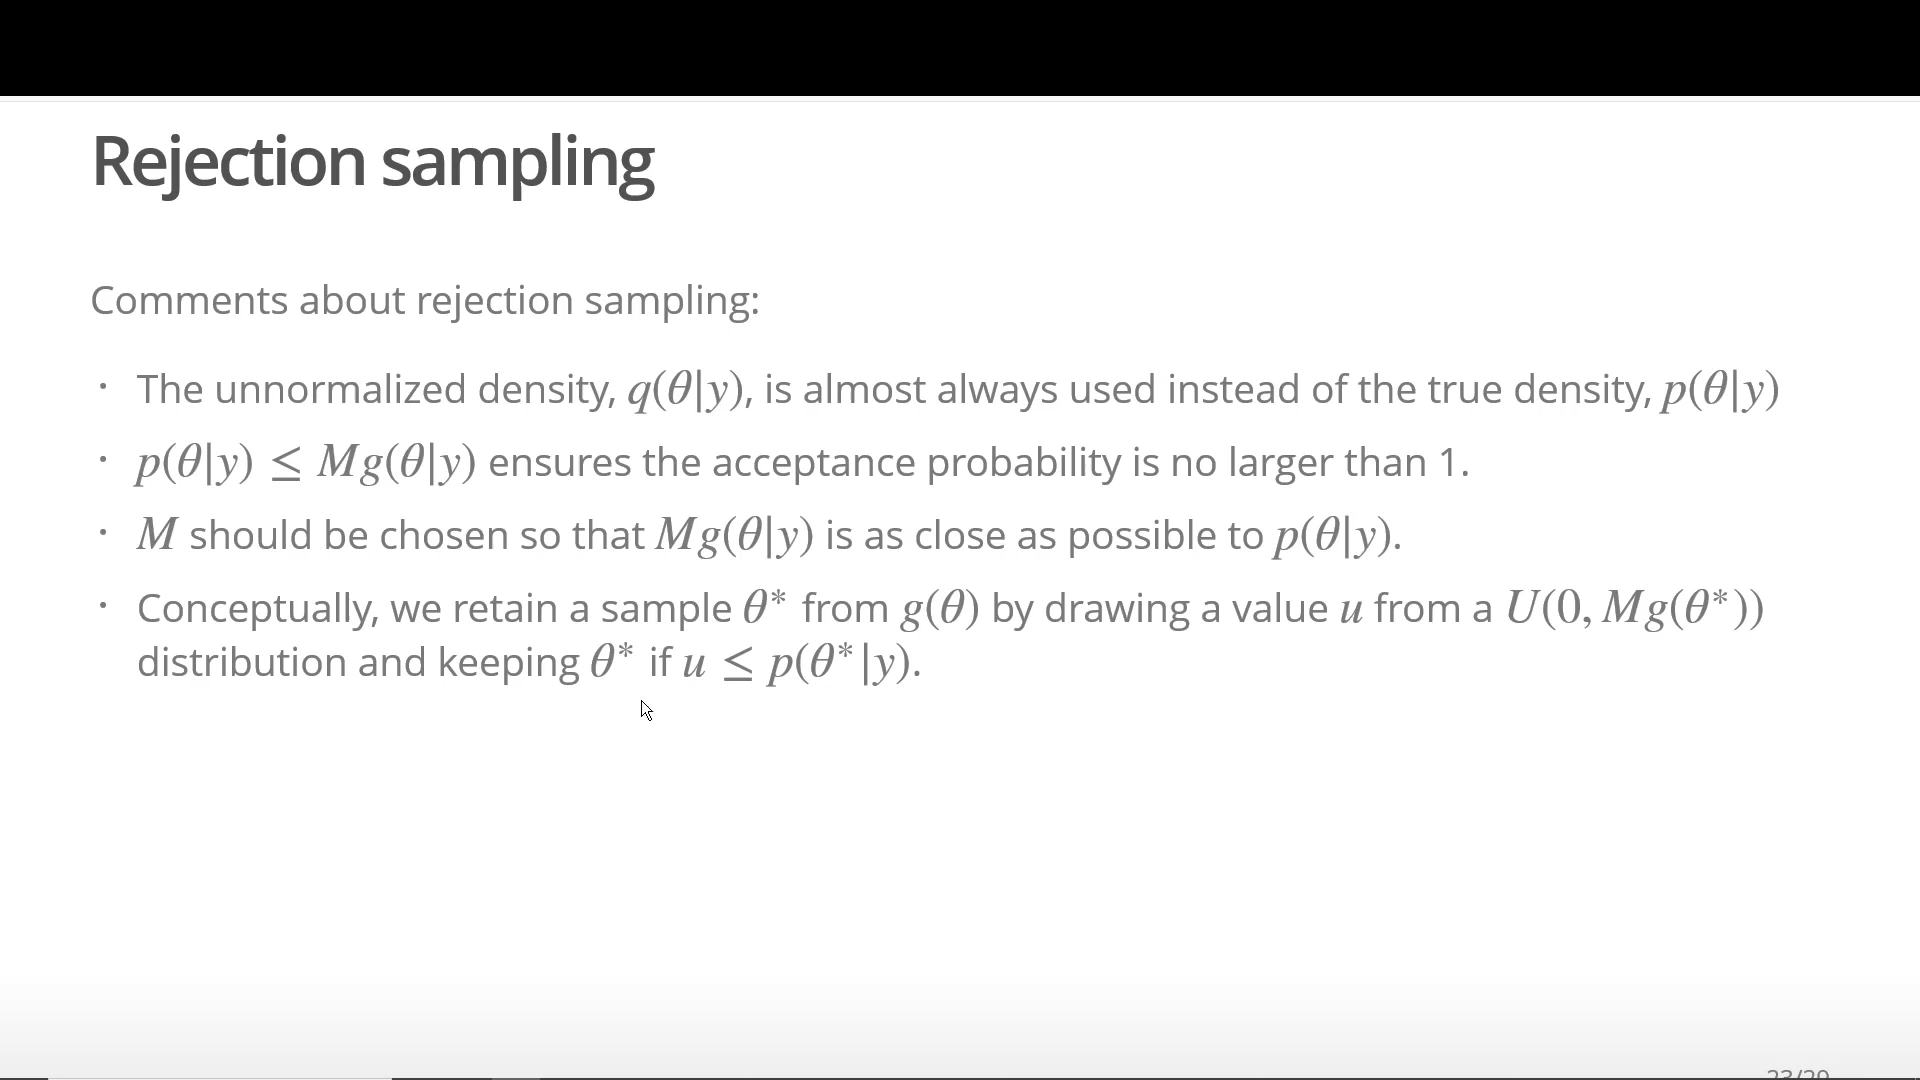 Rejection sampling
Comments about rejection sampling:
· The unnormalized density, q(θ|y), is almost always used instead of the true density, p(θ|y)
· p(θ|y) ≤ Mg(θ|y) ensures the acceptance probability is no larger than 1.
· M should be chosen so that Mg(θ|y) is as close as possible to p(θ|y).
· Conceptually, we retain a sample θ* from g(θ) by drawing a value u from a U(0, Mg(θ*))
distribution and keeping θ* if u ≤ p(θ*|y).